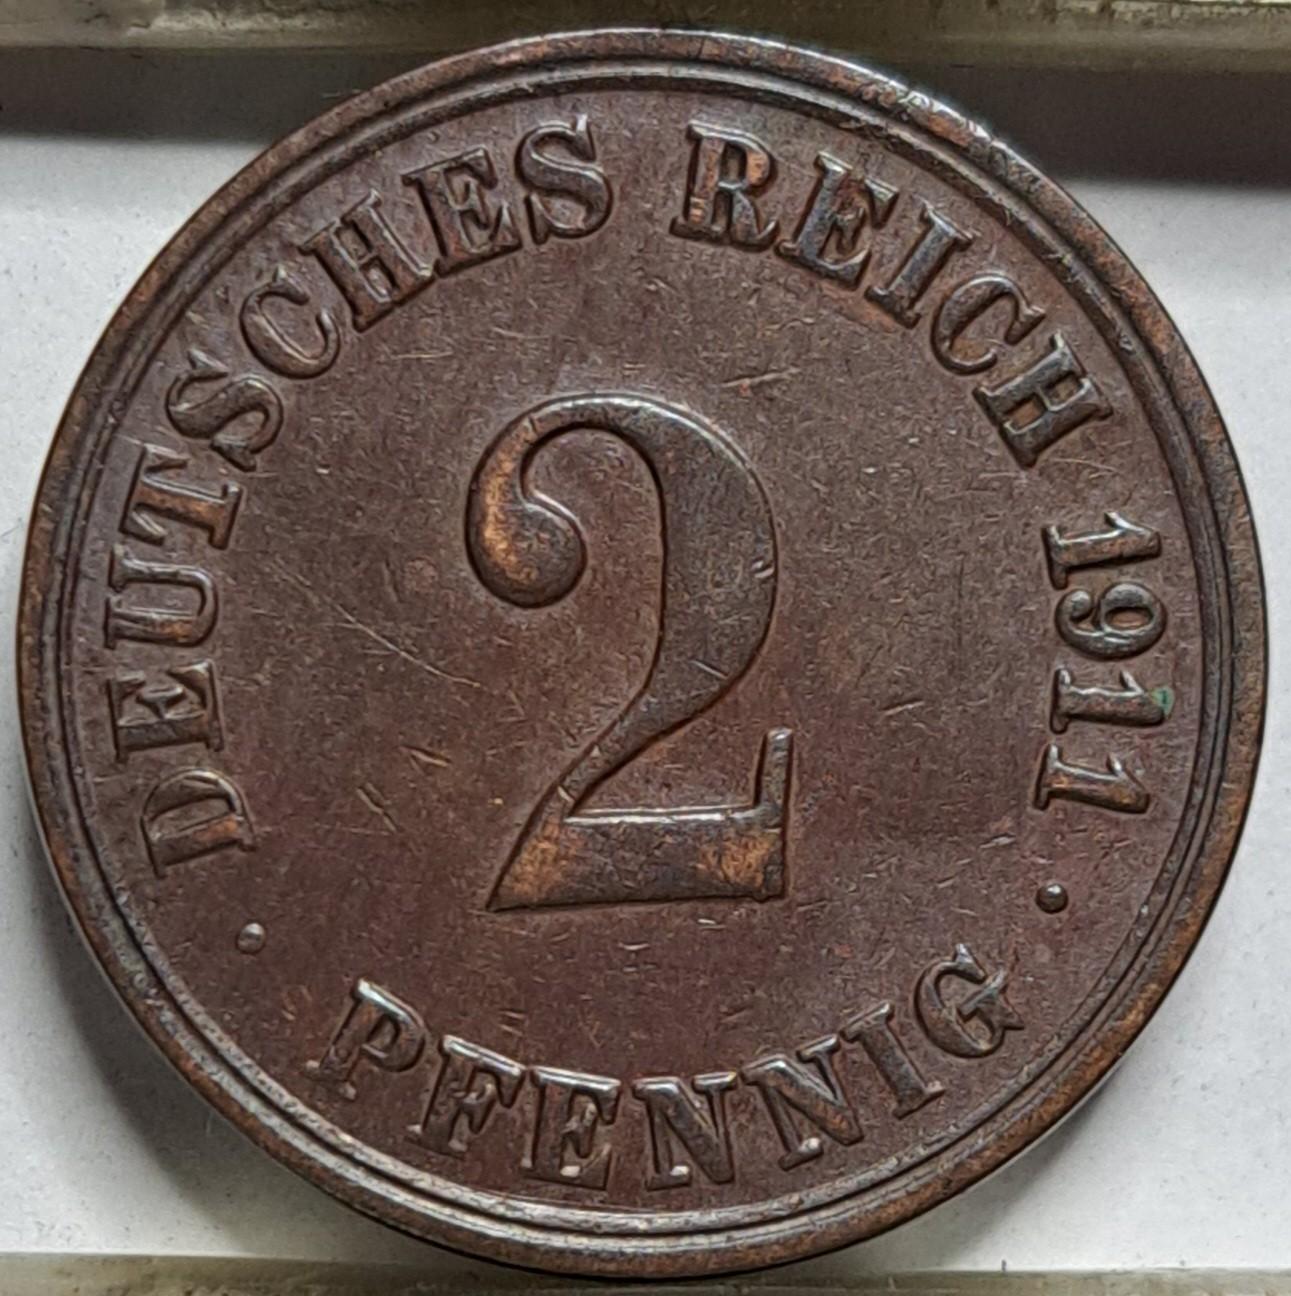 DEUTSCHES REICH 1911
2
· PFENNIG ·